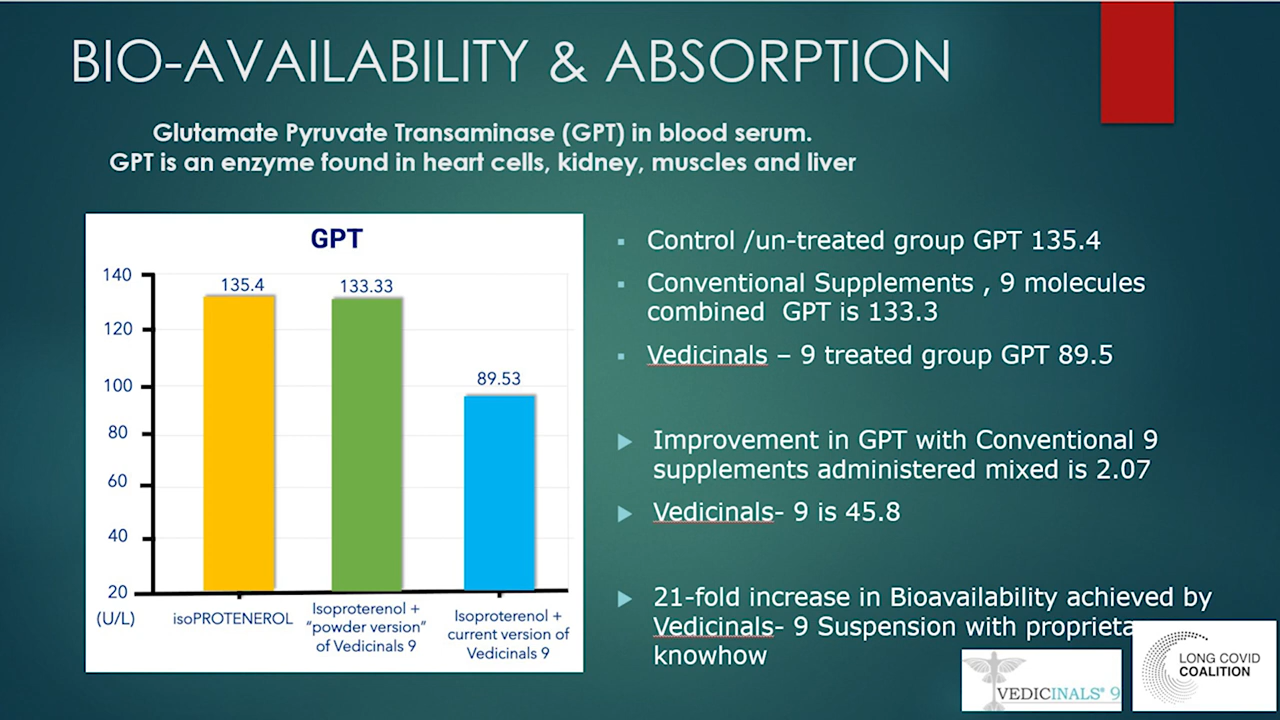 BIO-AVAILABILITY & ABSORPTION
Glutamate Pyruvate Transaminase (GPT) in blood serum.
GPT is an enzyme found in heart cells, kidney, muscles and liver
GPT
140
120
100
80
60
40
20
(U/L)
135.4
133.33
89.53
isoPROTENEROL
Isoproterenol +
"powder version"
of Vedicinals 9
Isoproterenol +
current version of
Vedicinals 9
▪ Control /un-treated group GPT 135.4
▪ Conventional Supplements , 9 molecules
combined GPT is 133.3
▪ Vedicinals – 9 treated group GPT 89.5
▶ Improvement in GPT with Conventional 9
supplements administered mixed is 2.07
▶ Vedicinals- 9 is 45.8
▶ 21-fold increase in Bioavailability achieved by
Vedicinals- 9 Suspension with proprieta
knowhow
VEDICINALS® 9
LONG COVID
COALITION